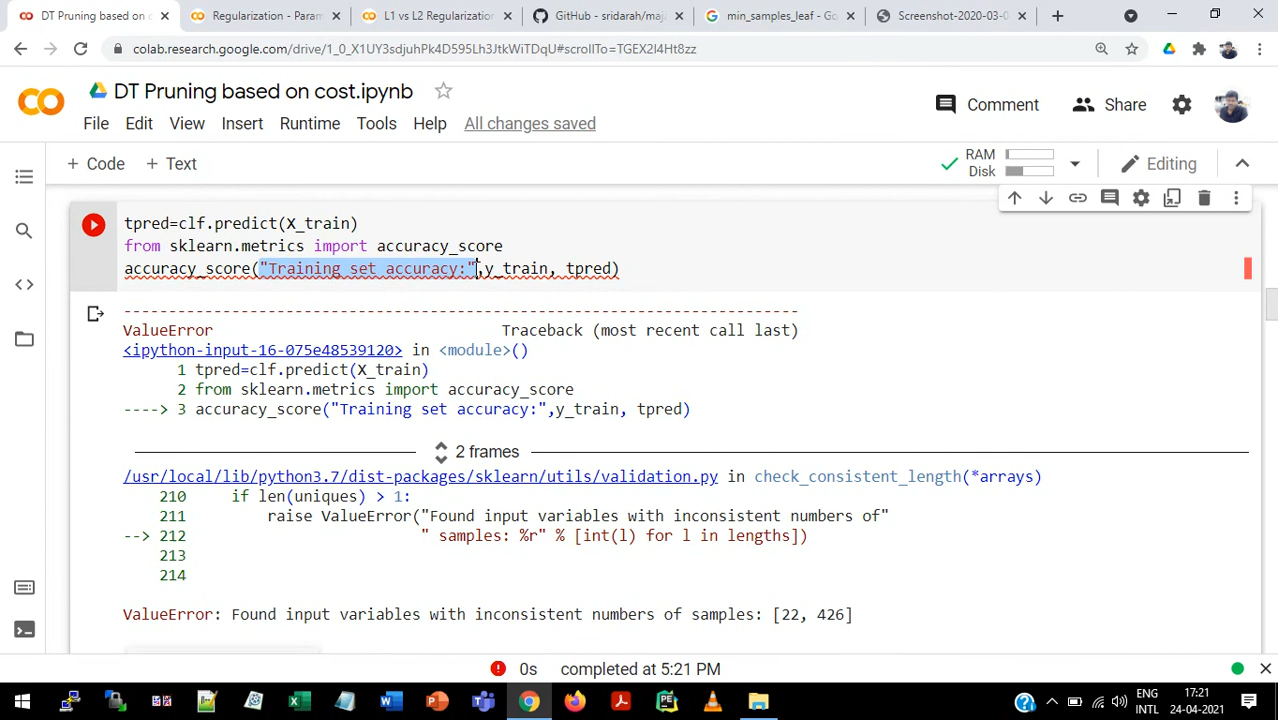 DT Pruning based on co
Regularization - Param
L1 vs L2 Regularization
GitHub - sridarah/maj
min_samples_leaf - Go
Screenshot-2020-03-0
colab.research.google.com/drive/1_0_X1UY3sdjuhPk4D595Lh3JtkWiTDqU#scrollTo=TGEX2I4Ht8zz
DT Pruning based on cost.ipynb
Comment
Share
File Edit View Insert Runtime Tools Help All changes saved
+ Code + Text
RAM
Disk
Editing
tpred=clf.predict(X_train)
from sklearn.metrics import accuracy_score
accuracy_score("Training set accuracy:",y_train, tpred)
---------------------------------------------------------------------------
ValueError Traceback (most recent call last)
<ipython-input-16-075e48539120> in <module>()
1 tpred=clf.predict(X_train)
2 from sklearn.metrics import accuracy_score
----> 3 accuracy_score("Training set accuracy:",y_train, tpred)
2 frames
/usr/local/lib/python3.7/dist-packages/sklearn/utils/validation.py in check_consistent_length(*arrays)
210 if len(uniques) > 1:
211 raise ValueError("Found input variables with inconsistent numbers of"
--> 212 " samples: %r" % [int(l) for l in lengths])
213
214
ValueError: Found input variables with inconsistent numbers of samples: [22, 426]
0s completed at 5:21 PM
ENG
INTL
17:21
24-04-2021